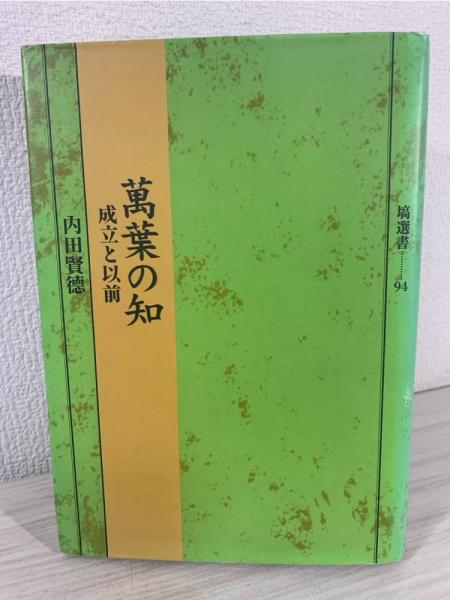 塙選書………94
萬葉の知
成立と以前
内田賢德